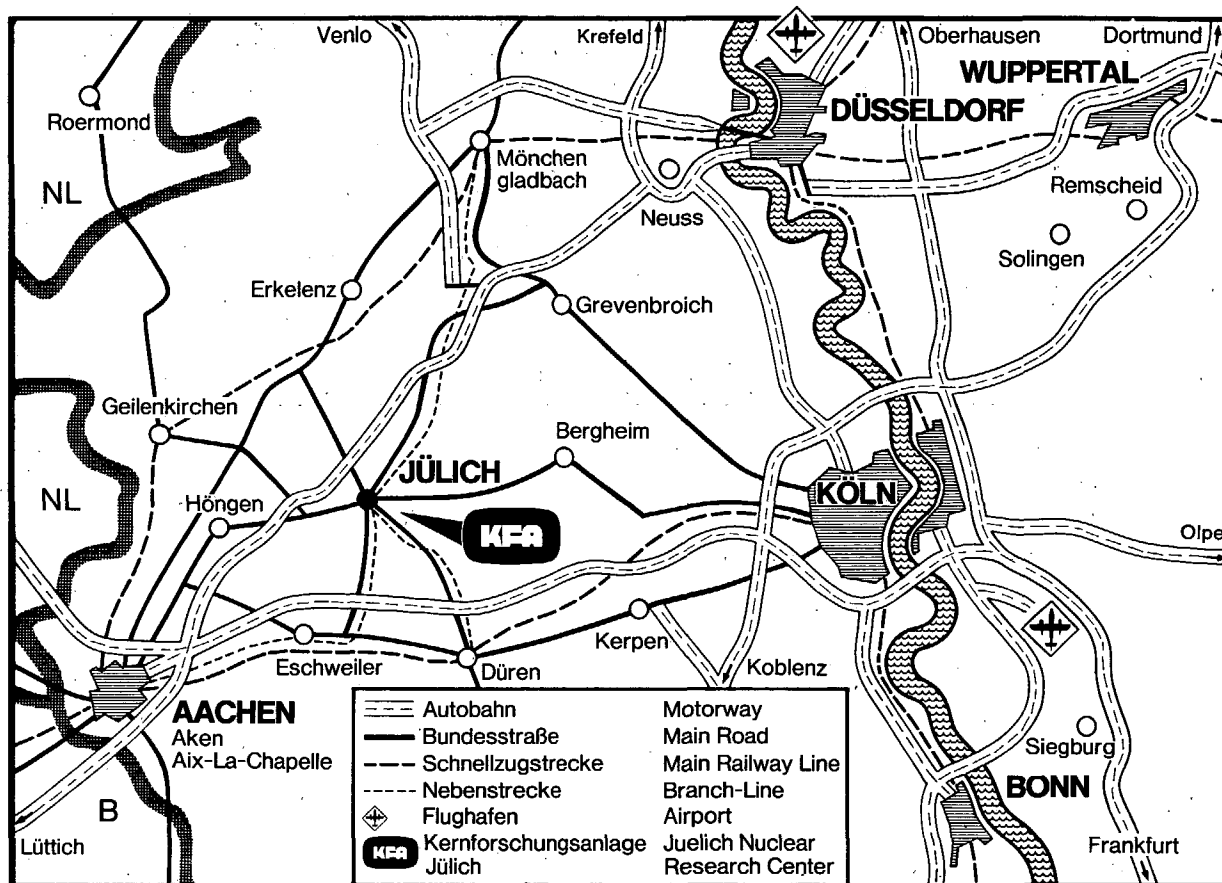 Venlo
Krefeld
Oberhausen
Dortmund
WUPPERTAL
DÜSSELDORF
Roermond
Mönchen
gladbach
NL
Neuss
Remscheid
Solingen
Erkelenz
Grevenbroich
Geilenkirchen
Bergheim
JÜLICH
NL
Höngen
KÖLN
KFA
Olpe
Eschweiler
Düren
Kerpen
Koblenz
AACHEN
Aken
Aix-La-Chapelle
Siegburg
BONN
B
Lüttich
Frankfurt
Autobahn Motorway
Bundesstraße Main Road
Schnellzugstrecke Main Railway Line
Nebenstrecke Branch-Line
Flughafen Airport
KFA Kernforschungsanlage Juelich Nuclear
Jülich Research Center